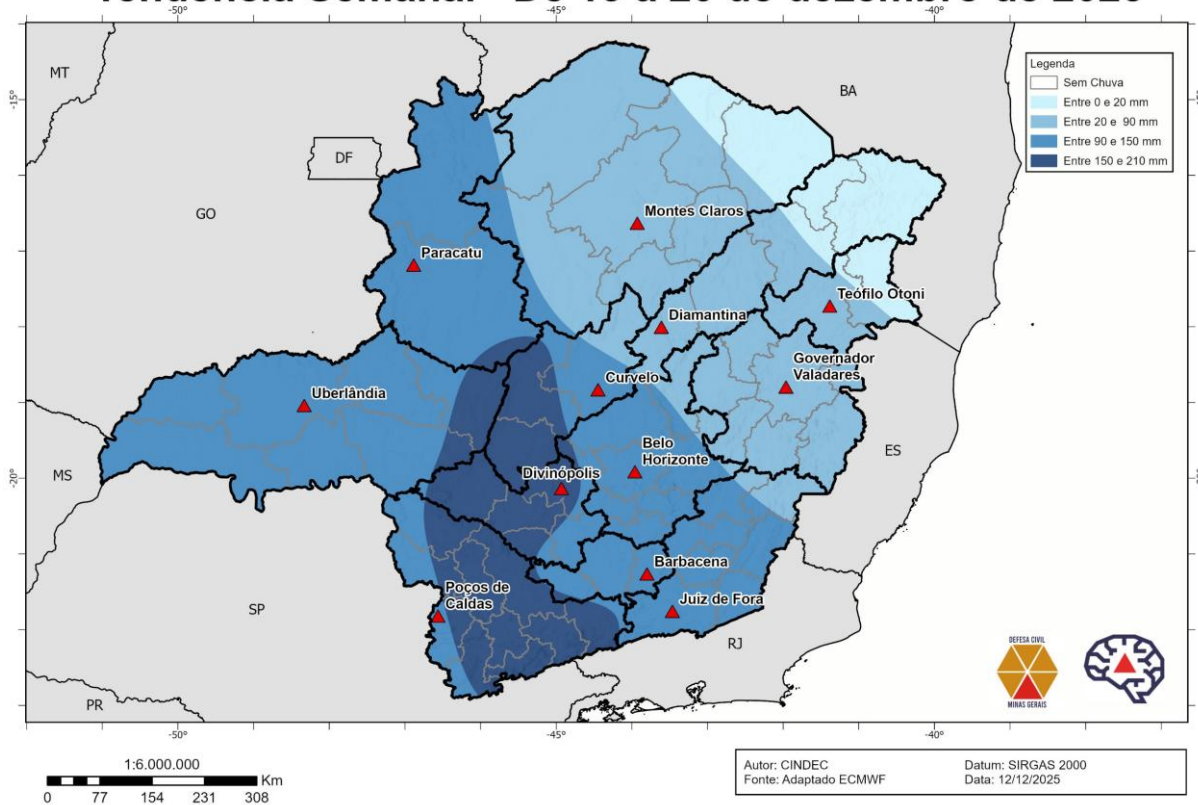 -50°
-45°
-40°
MT
-15°
BA
Legenda
Sem Chuva
Entre 0 e 20 mm
Entre 20 e 90 mm
Entre 90 e 150 mm
Entre 150 e 210 mm
DF
GO
Montes Claros
Paracatu
Teófilo Otoni
Diamantina
Governador
Valadares
Curvelo
Uberlândia
Belo
Horizonte
ES
MS
-20°
Divinópolis
Barbacena
Poços de
Caldas
Juiz de Fora
SP
RJ
DEFESA CIVIL
MINAS GERAIS
PR
-50°
-45°
-40°
1:6.000.000
Km
0 77 154 231 308
Autor: CINDEC
Fonte: Adaptado ECMWF
Datum: SIRGAS 2000
Data: 12/12/2025